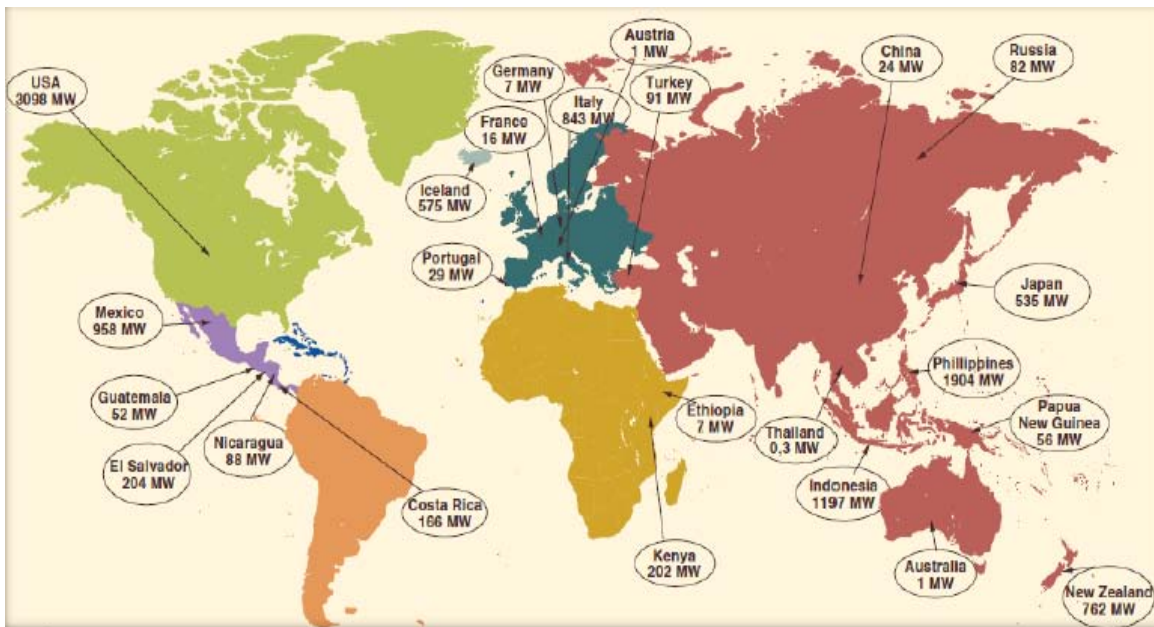 Austria
1 MW
Germany
7 MW
China
24 MW
Russia
82 MW
USA
3098 MW
Italy
843 MW
Turkey
91 MW
France
16 MW
Iceland
575 MW
Portugal
29 MW
Japan
535 MW
Mexico
958 MW
Phillippines
1904 MW
Guatemala
52 MW
Ethiopia
7 MW
Papua
New Guinea
56 MW
Nicaragua
88 MW
Thailand
0,3 MW
El Salvador
204 MW
Indonesia
1197 MW
Costa Rica
166 MW
Kenya
202 MW
Australia
1 MW
New Zealand
762 MW